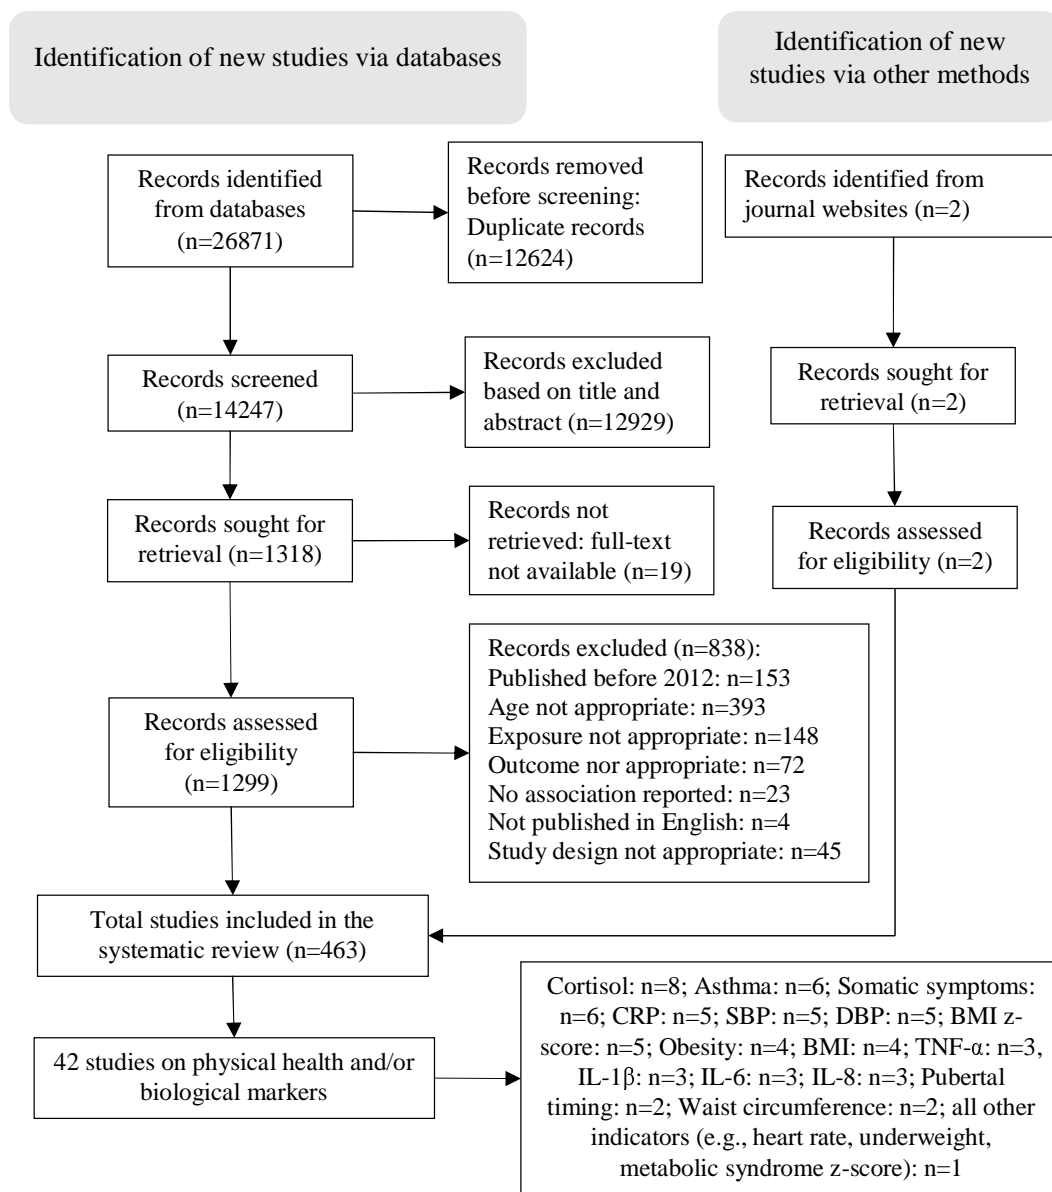 Identification of new studies via databases
Identification of new
studies via other methods
Records identified
from databases
(n=26871)
Records removed
before screening:
Duplicate records
(n=12624)
Records identified from
journal websites (n=2)
Records screened
(n=14247)
Records excluded
based on title and
abstract (n=12929)
Records sought for
retrieval (n=2)
Records sought for
retrieval (n=1318)
Records not
retrieved: full-text
not available (n=19)
Records assessed
for eligibility (n=2)
Records assessed
for eligibility
(n=1299)
Records excluded (n=838):
Published before 2012: n=153
Age not appropriate: n=393
Exposure not appropriate: n=148
Outcome nor appropriate: n=72
No association reported: n=23
Not published in English: n=4
Study design not appropriate: n=45
Total studies included in the
systematic review (n=463)
42 studies on physical health and/or
biological markers
Cortisol: n=8; Asthma: n=6; Somatic symptoms:
n=6; CRP: n=5; SBP: n=5; DBP: n=5; BMI z-
score: n=5; Obesity: n=4; BMI: n=4; TNF-α: n=3,
IL-1β: n=3; IL-6: n=3; IL-8: n=3; Pubertal
timing: n=2; Waist circumference: n=2; all other
indicators (e.g., heart rate, underweight,
metabolic syndrome z-score): n=1